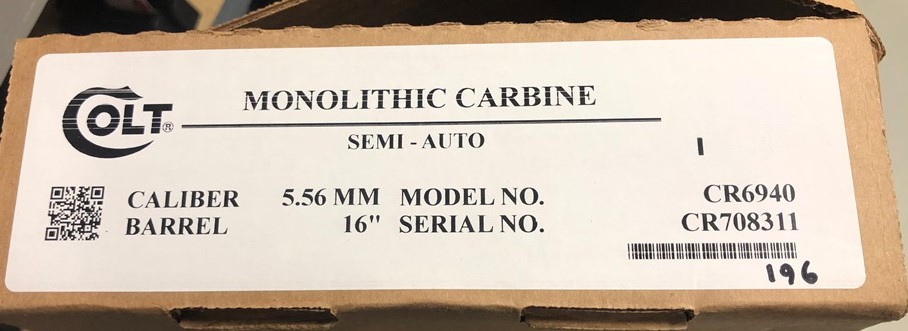 COLT®
MONOLITHIC CARBINE
SEMI - AUTO
I
CALIBER 5.56 MM MODEL NO. CR6940
BARREL 16" SERIAL NO. CR708311
196